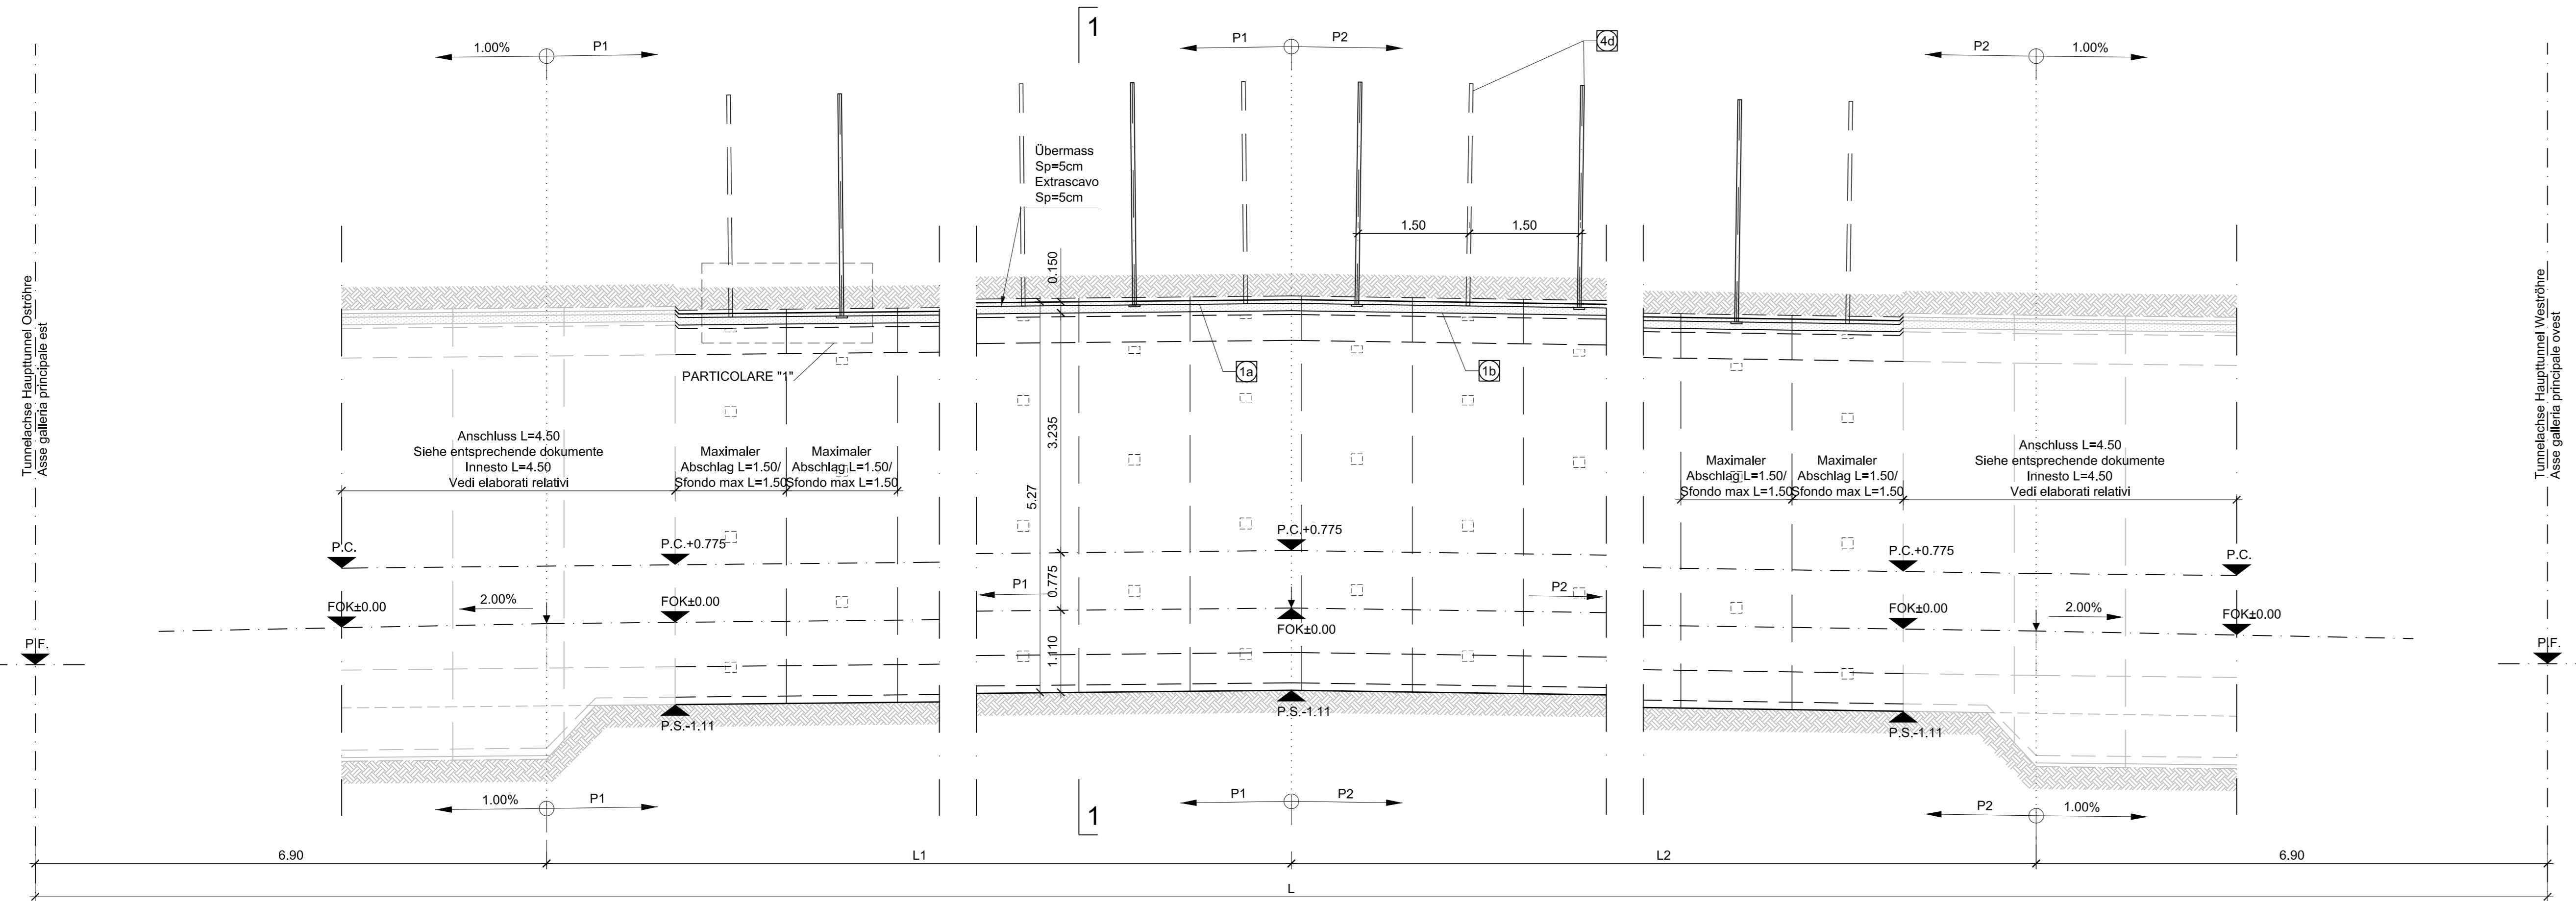 1
1.00%
P1
P1
P2
4d
P2
1.00%
Übermass
Sp=5cm
Extrascavo
Sp=5cm
1.50
1.50
0.150
Tunnelachse Haupttunnel Oströhre
Asse galleria principale est
Tunnelachse Haupttunnel Weströhre
Asse galleria principale ovest
PARTICOLARE "1"
1a
1b
3.235
5.27
Anschluss L=4.50
Siehe entsprechende dokumente
Innesto L=4.50
Vedi elaborati relativi
Maximaler
Abschlag L=1.50/
Sfondo max L=1.50
Maximaler
Abschlag L=1.50/
Sfondo max L=1.50
Maximaler
Abschlag L=1.50/
Sfondo max L=1.50
Maximaler
Abschlag L=1.50/
Sfondo max L=1.50
Anschluss L=4.50
Siehe entsprechende dokumente
Innesto L=4.50
Vedi elaborati relativi
P.C.
P.C.+0.775
P.C.+0.775
P.C.+0.775
P.C.
P1
0.775
P2
FOK±0.00
2.00%
FOK±0.00
FOK±0.00
FOK±0.00
2.00%
FOK±0.00
P.F.
1.110
P.F.
P.S.-1.11
P.S.-1.11
P.S.-1.11
1.00%
P1
P1
P2
P2
1.00%
1
6.90
L1
L2
6.90
L